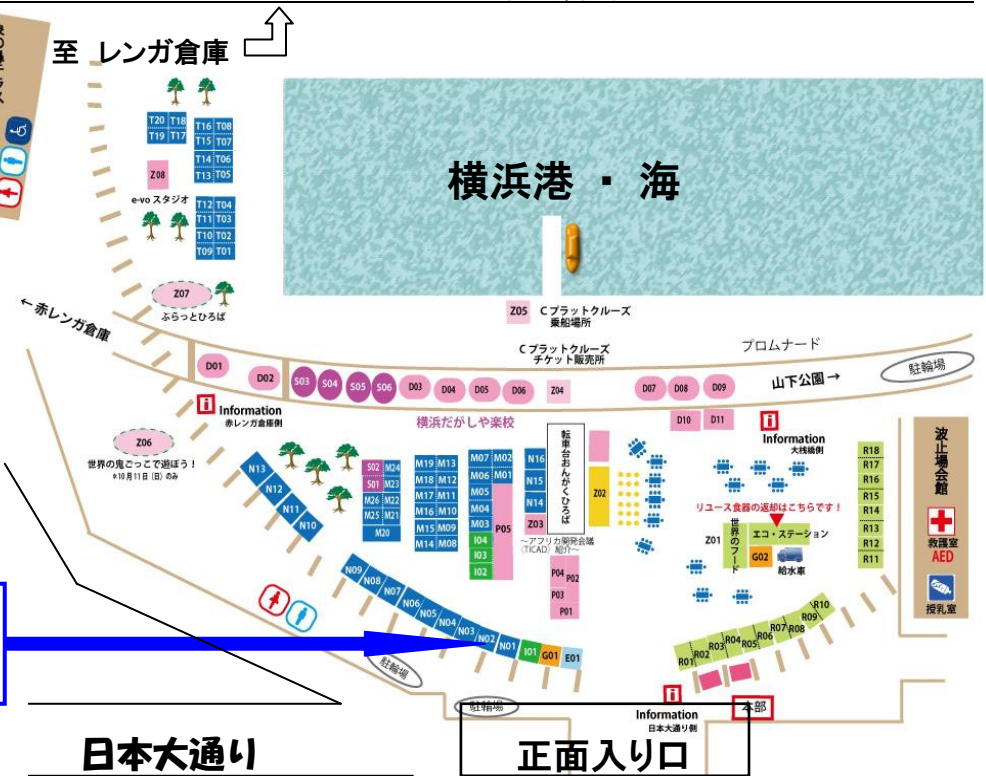 至 レンガ倉庫
横浜港 ・ 海
T20 T18
T19 T17
T16 T08
T15 T07
T14 T06
T13 T05
Z08
e-vo スタジオ
T12 T04
T11 T03
T10 T02
T09 T01
Z07
ぷらっとひろば
←赤レンガ倉庫
Z05
Cプラットクルーズ
乗船場所
Cプラットクルーズ
チケット販売所
プロムナード
山下公園→
駐輪場
D01
D02
S03 S04 S05 S06
D03 D04 D05 D06
Z04
D07 D08 D09
D10 D11
横浜だがしや楽校
Information
赤レンガ倉庫側
Information
大桟橋側
Z06
世界の鬼ごっこで遊ぼう！
*10月11日(日)のみ
N13
N12
N11
N10
S02 M24
S01 M23
M26 M22
M25 M21
M20
M19 M13
M18 M12
M17 M11
M16 M10
M15 M09
M14 M08
M07 M02
M06 M01
M05
M04
M03
I04
I03
I02
P05
N16
N15
N14
Z03
転車台おんがくひろば
Z02
～アフリカ開発会議
(TICAD) 紹介～
P04 P02
P03
P01
リユース食器の返却はこちらです！
Z01
世界のフード
エコ・ステーション
G02
給水車
R18
R17
R16
R15
R14
R13
R12
R11
波止場会館
救護室
AED
授乳室
N09
N08
N07
N06
N05
N04
N03
N02
N01
I01
G01
E01
R10
R09
R08
R07
R06
R05
R04
R03
R02
R01
駐輪場
駐輪場
Information
日本大通り側
本部
日本大通り
正面入り口